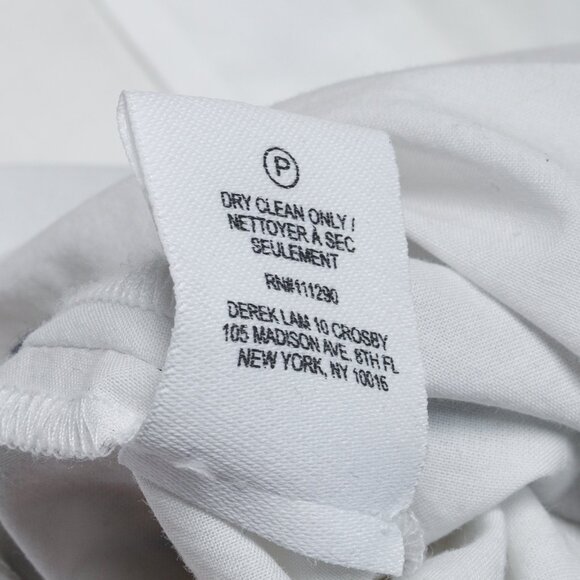 P
DRY CLEAN ONLY /
NETTOYER À SEC
SEULEMENT
RN#111290
DEREK LAM 10 CROSBY
105 MADISON AVE. 8TH FL
NEW YORK, NY 10016